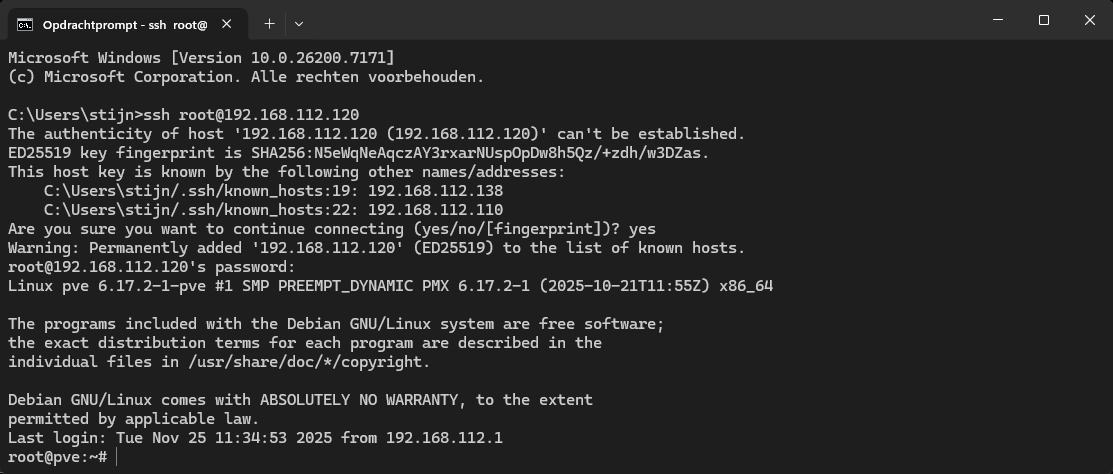 Opdrachtprompt - ssh root@
Microsoft Windows [Version 10.0.26200.7171]
(c) Microsoft Corporation. Alle rechten voorbehouden.
C:\Users\stijn>ssh root@192.168.112.120
The authenticity of host '192.168.112.120 (192.168.112.120)' can't be established.
ED25519 key fingerprint is SHA256:N5eWqNeAqczAY3rxarNUspOpDw8h5Qz/+zdh/w3DZas.
This host key is known by the following other names/addresses:
    C:\Users\stijn/.ssh/known_hosts:19: 192.168.112.138
    C:\Users\stijn/.ssh/known_hosts:22: 192.168.112.110
Are you sure you want to continue connecting (yes/no/[fingerprint])? yes
Warning: Permanently added '192.168.112.120' (ED25519) to the list of known hosts.
root@192.168.112.120's password:
Linux pve 6.17.2-1-pve #1 SMP PREEMPT_DYNAMIC PMX 6.17.2-1 (2025-10-21T11:55Z) x86_64
The programs included with the Debian GNU/Linux system are free software;
the exact distribution terms for each program are described in the
individual files in /usr/share/doc/*/copyright.
Debian GNU/Linux comes with ABSOLUTELY NO WARRANTY, to the extent
permitted by applicable law.
Last login: Tue Nov 25 11:34:53 2025 from 192.168.112.1
root@pve:~#